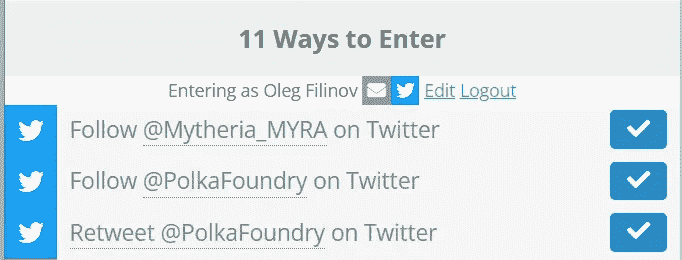 11 Ways to Enter
Entering as Oleg Filinov Edit Logout
Follow @Mytheria_MYRA on Twitter
Follow @PolkaFoundry on Twitter
Retweet @PolkaFoundry on Twitter